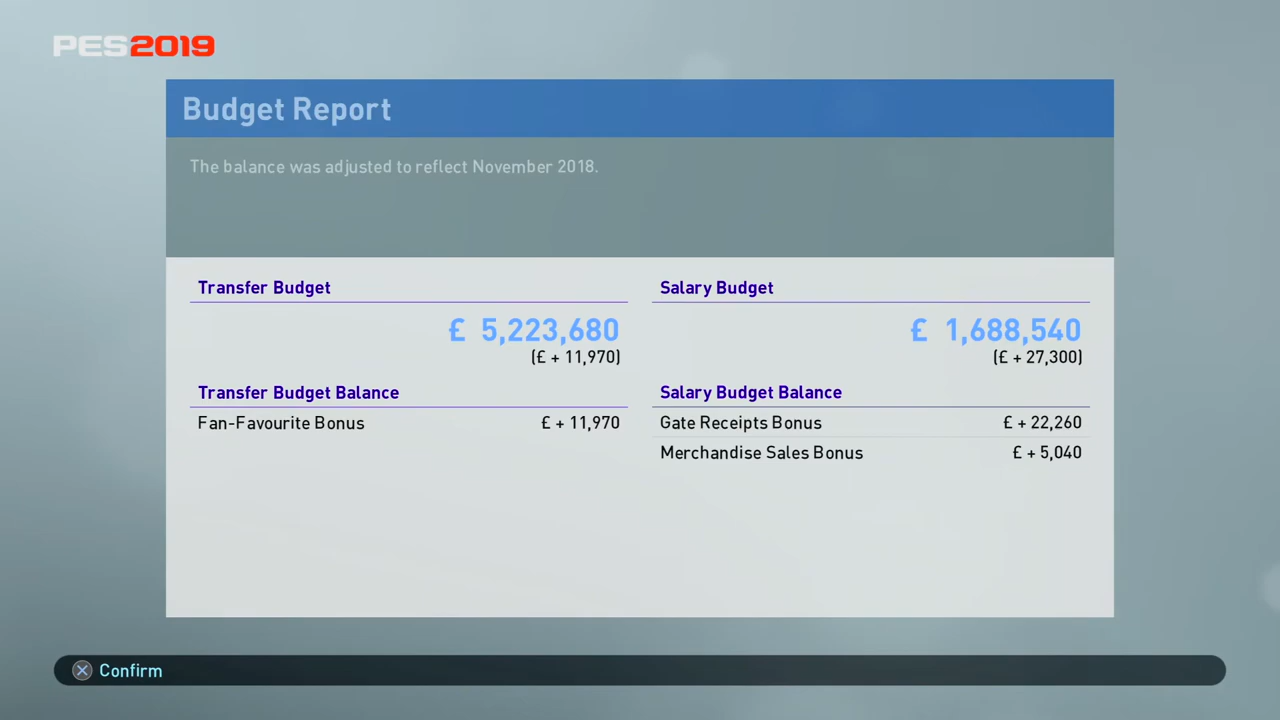 PES2019
Budget Report
The balance was adjusted to reflect November 2018.
Transfer Budget
£ 5,223,680
(£ + 11,970)
Transfer Budget Balance
Fan-Favourite Bonus £ + 11,970
Salary Budget
£ 1,688,540
(£ + 27,300)
Salary Budget Balance
Gate Receipts Bonus £ + 22,260
Merchandise Sales Bonus £ + 5,040
Confirm